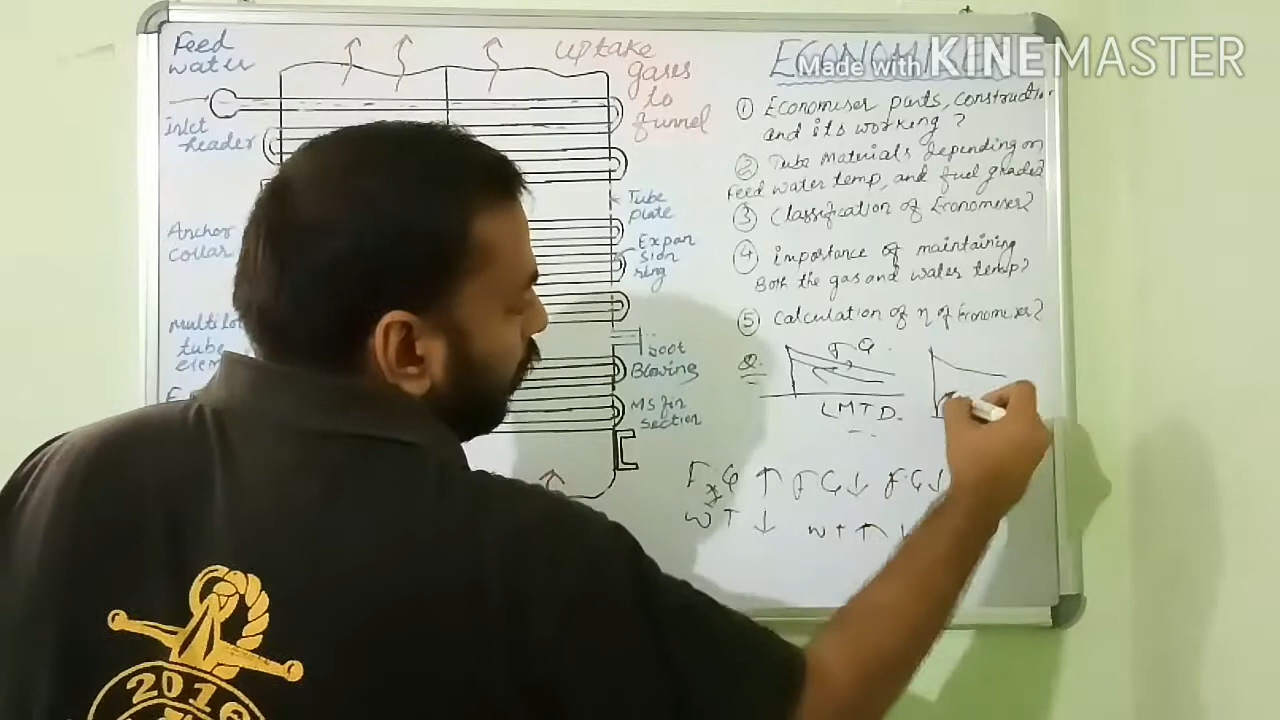 Feed
water
Inlet
header
Anchor
collar
tube
uptake
gases
to
funnel
Tube
plate
Expan
sion
ring
Soot
Blowing
MS fin
section
ECONOMISER
Made with KINEMASTER
① Economiser parts, construction
and its working?
② Tube materials depending on
feed water temp, and fuel grades?
③ Classification of Economiser?
④ importance of maintaining
Both the gas and water temp?
⑤ Calculation of η of Economiser?
Q.
LMTD.
W T ↓ W T ↑
2016